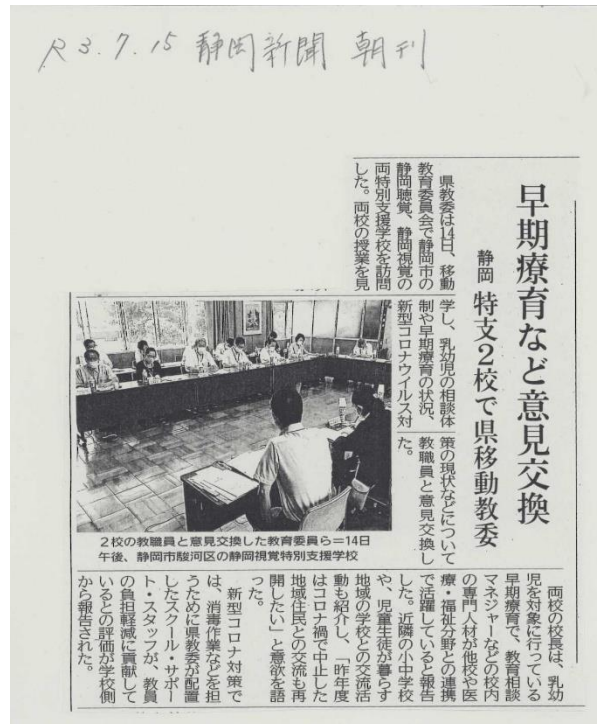 R3.7.15 静岡新聞 朝刊
早期療育など意見交換
静岡 特支2校で県移動教委
県教委は14日、移動
教育委員会で静岡市の
静岡聴覚、静岡視覚の
両特別支援学校を訪問
した。両校の授業を見
学し、乳幼児の相談体
制や早期療育の状況、
新型コロナウイルス対
策の現状などについて
教職員と意見交換し
た。
2校の教職員と意見交換した教育委員ら=14日
午後、静岡市駿河区の静岡視覚特別支援学校
両校の校長は、乳幼
児を対象に行っている
早期療育で、教育相談
マネジャーなどの校内
の専門人材が他校や医
療・福祉分野との連携
で活躍していると報告
した。近隣の小中学校
や、児童生徒が暮らす
地域の学校との交流活
動も紹介し、「昨年度
はコロナ禍で中止した
地域住民との交流も再
開したい」と意欲を語
った。
新型コロナ対策で
は、消毒作業などを担
うために県教委が配置
したスクール・サポー
ト・スタッフが、教員
の負担軽減に貢献して
いるとの評価が学校側
から報告された。